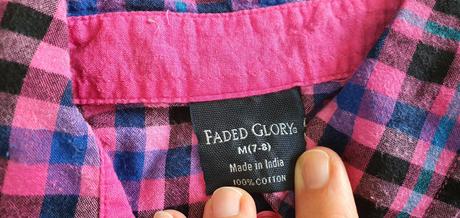 FADED GLORY®
M(7-8)
Made in India
100% COTTON